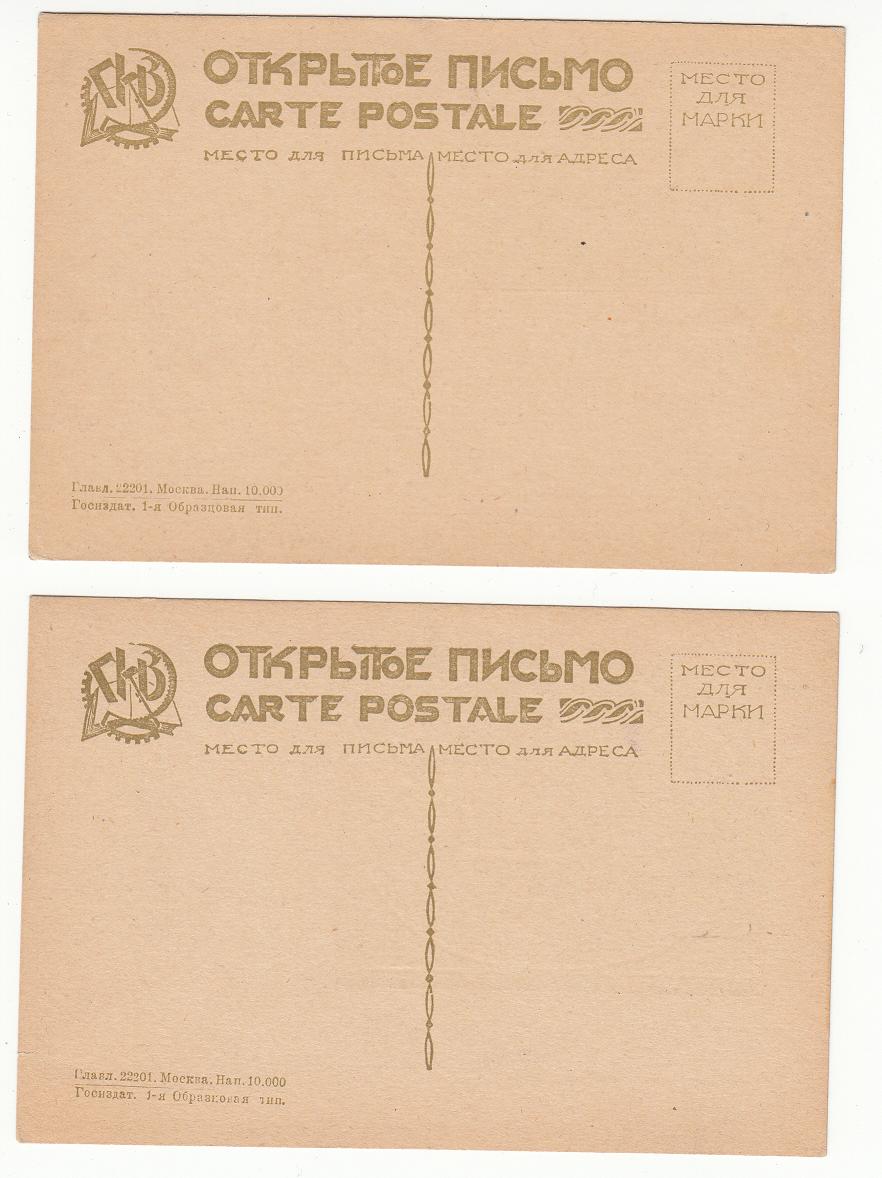 ГИЗ
ОТКРЫТОЕ ПИСЬМО
CARTE POSTALE
МЕСТО ДЛЯ ПИСЬМА МЕСТО для АДРЕСА
МЕСТО
ДЛЯ
МАРКИ
Главл. 22201. Москва. Нап. 10.000
Госиздат. 1-я Образцовая тип.
ГИЗ
ОТКРЫТОЕ ПИСЬМО
CARTE POSTALE
МЕСТО ДЛЯ ПИСЬМА МЕСТО для АДРЕСА
МЕСТО
ДЛЯ
МАРКИ
Главл. 22201. Москва. Нап. 10.000
Госиздат. 1-я Образцовая тип.